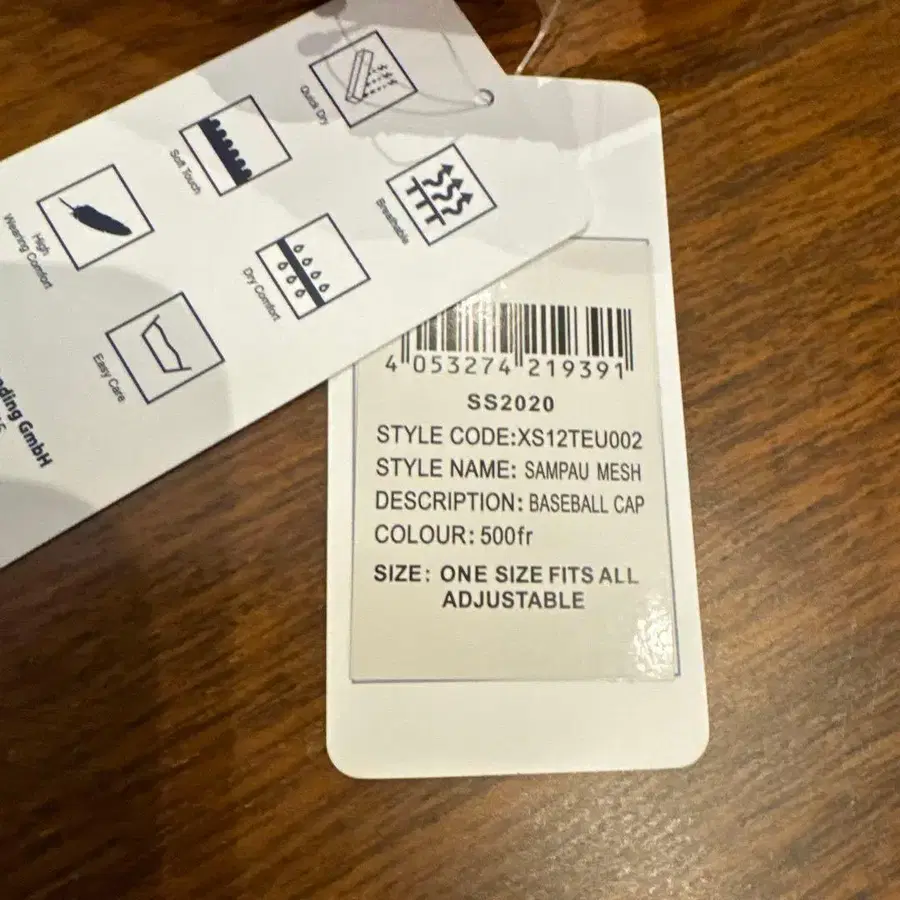 Quick Dry
Soft Touch
Breathable
High
Wearing Comfort
Dry Comfort
Easy Care
GmbH
4 053274 219391
SS2020
STYLE CODE:XS12TEU002
STYLE NAME: SAMPAU MESH
DESCRIPTION: BASEBALL CAP
COLOUR: 500fr
SIZE: ONE SIZE FITS ALL
ADJUSTABLE